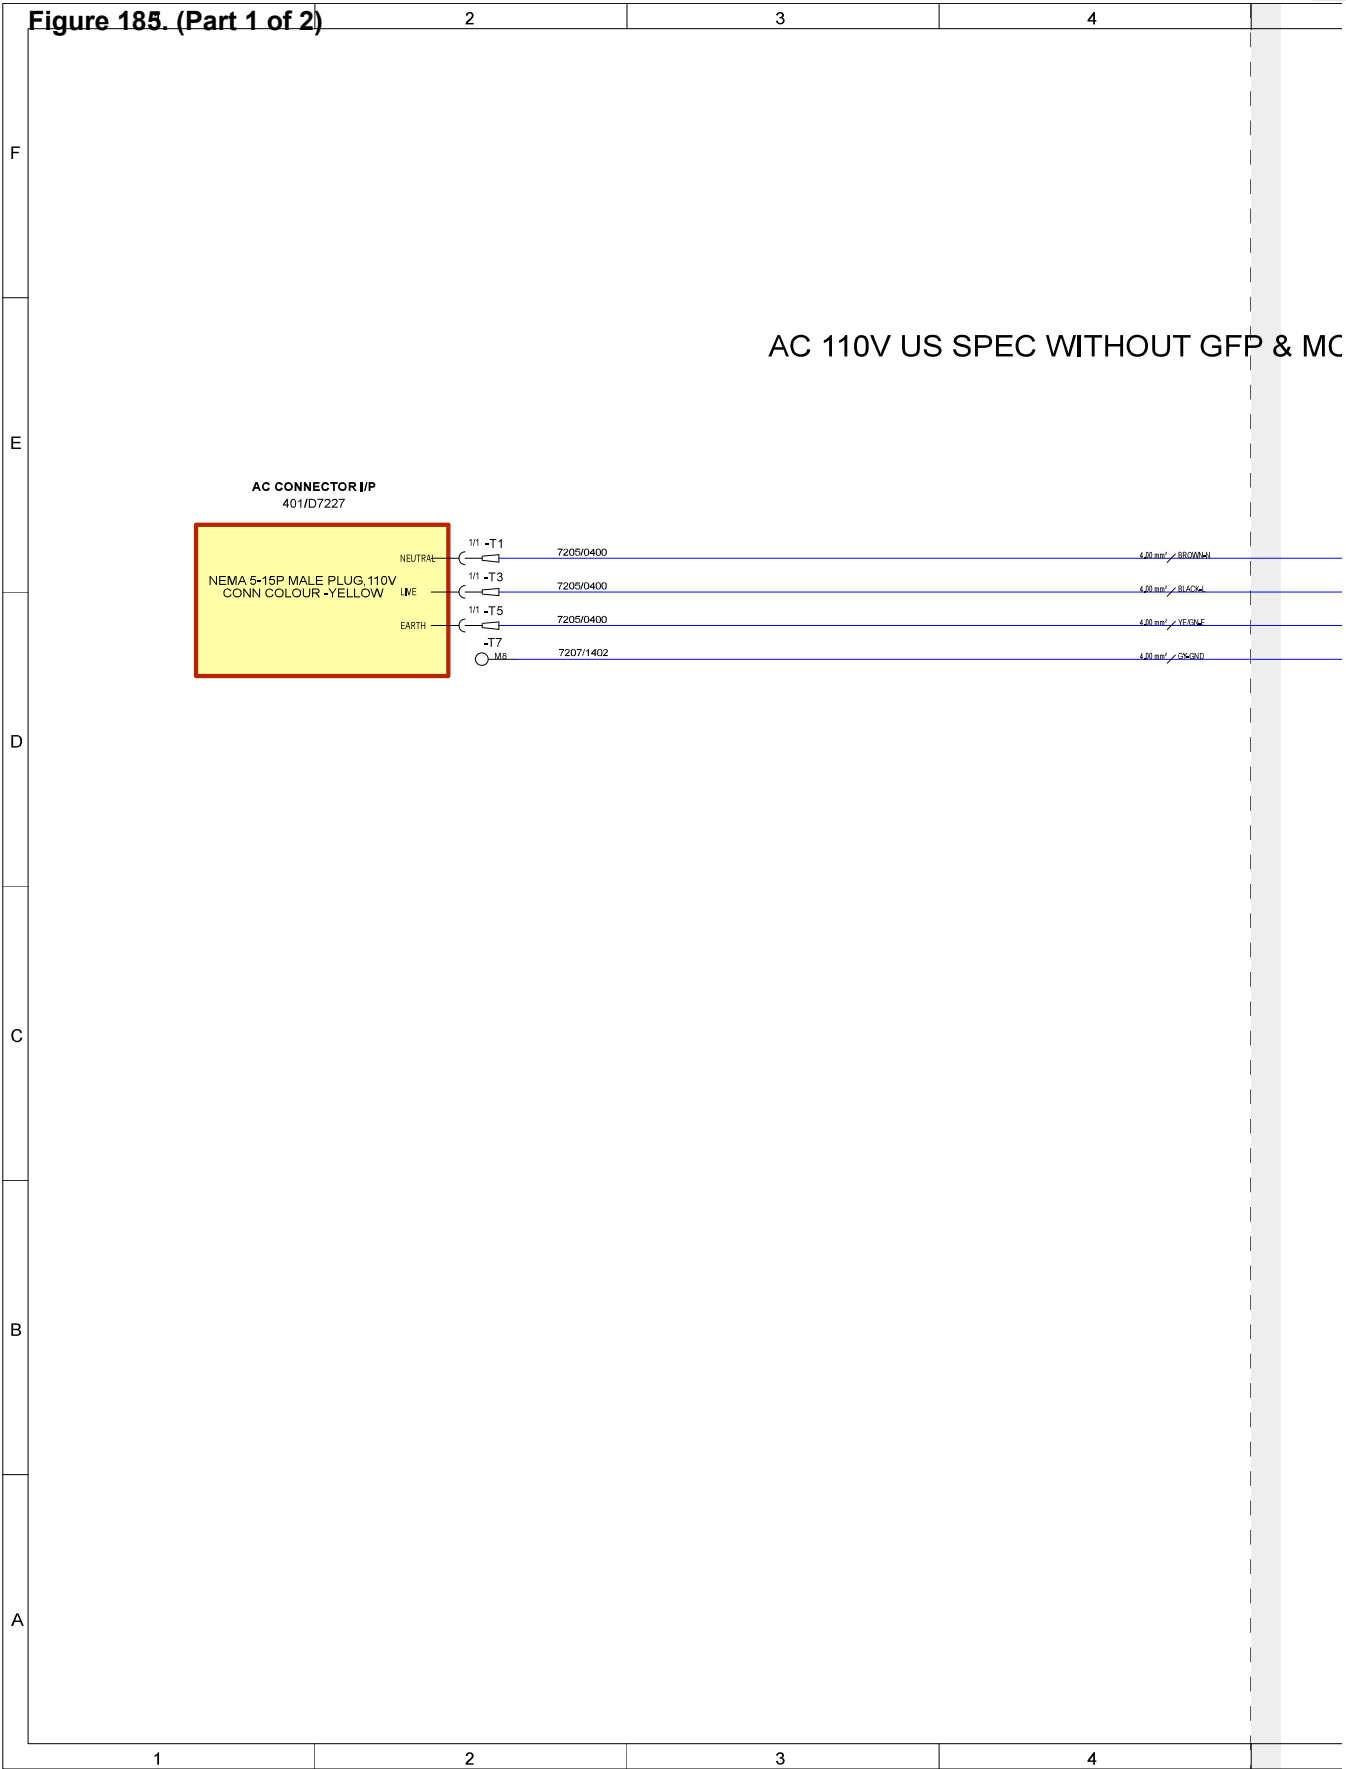 Figure 185. (Part 1 of 2)
2
3
4
F
AC 110V US SPEC WITHOUT GFP & MC
E
AC CONNECTOR I/P
401/D7227
NEUTRAL
1/1 -T1
7205/0400
4,00 mm² / BROWN-N
NEMA 5-15P MALE PLUG,110V
CONN COLOUR -YELLOW
LIVE
1/1 -T3
7205/0400
4,00 mm² / BLACK-L
EARTH
1/1 -T5
7205/0400
4,00 mm² / YE/GN-E
-T7
M8
7207/1402
4,00 mm² / GY-GND
D
C
B
A
1
2
3
4